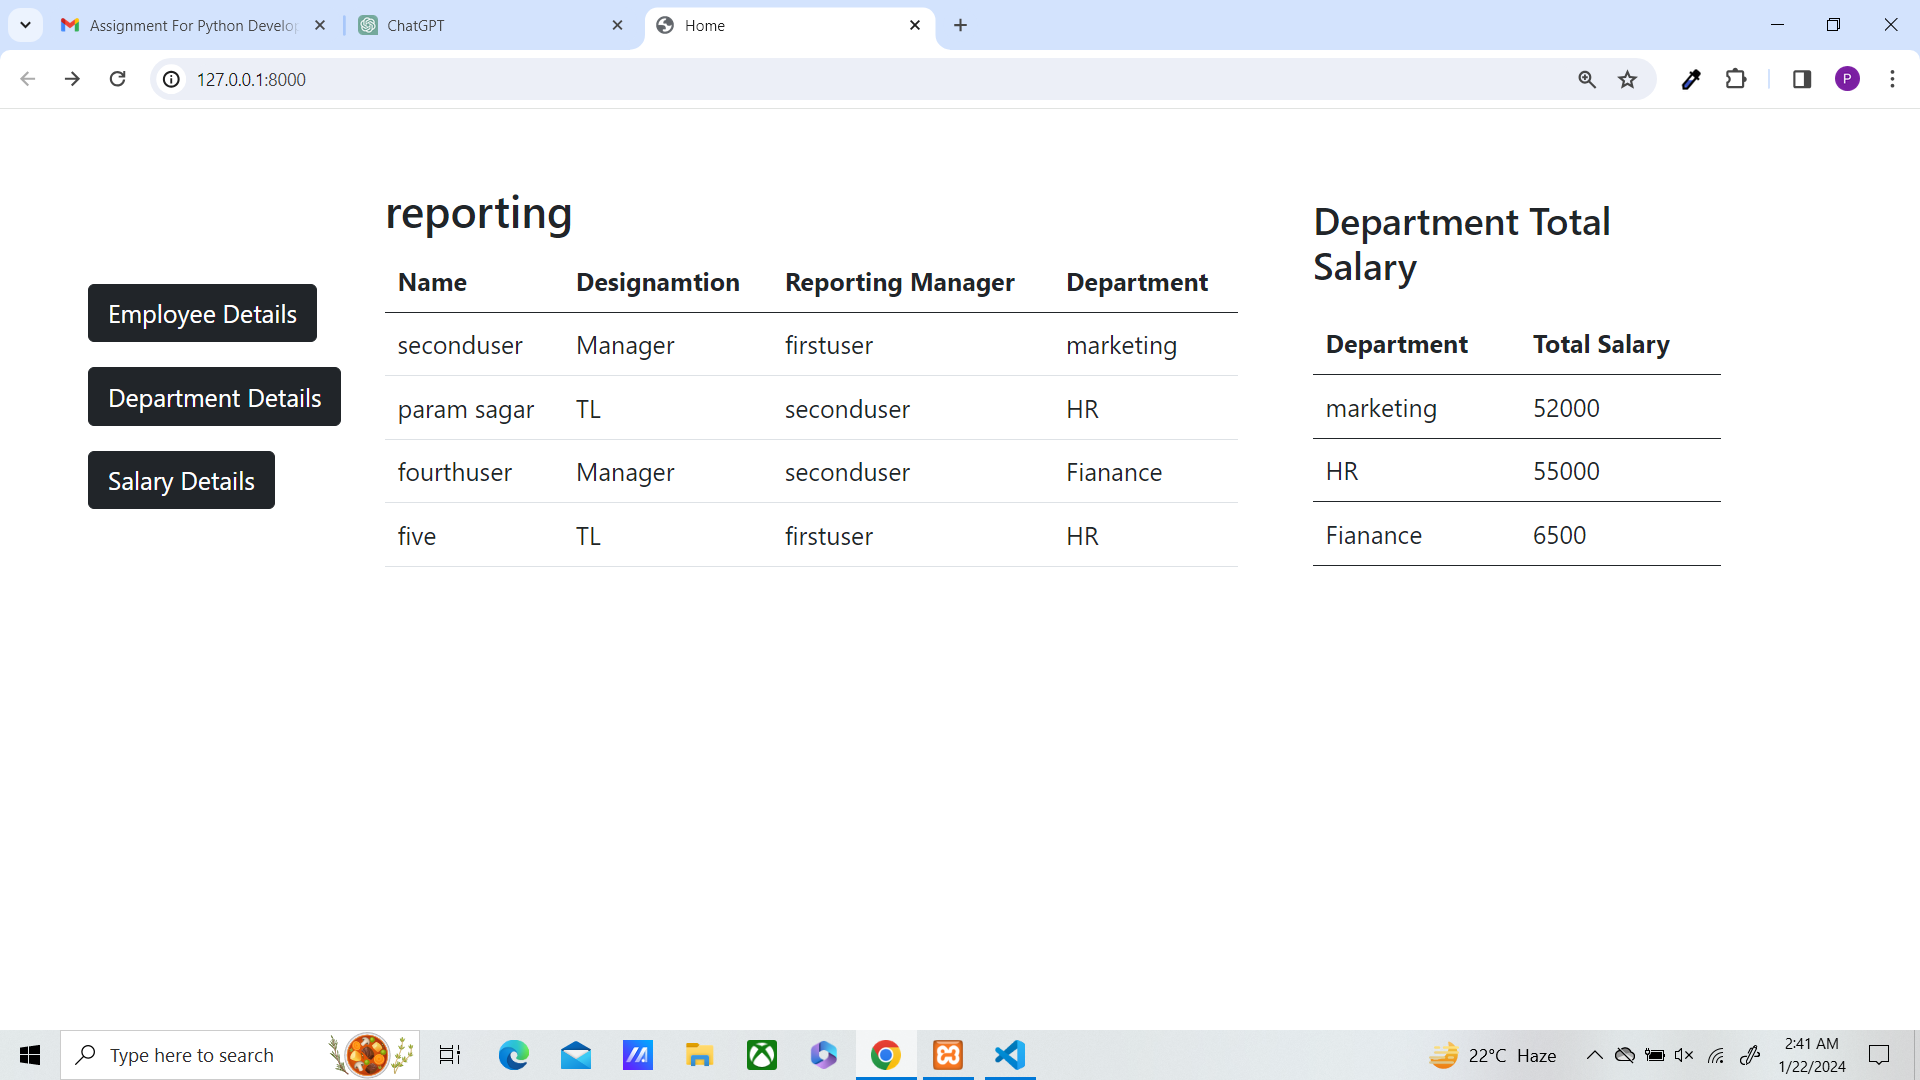 Assignment For Python Develop
ChatGPT
Home
127.0.0.1:8000
P
reporting
Name Designamtion Reporting Manager Department
seconduser Manager firstuser marketing
param sagar TL seconduser HR
fourthuser Manager seconduser Fianance
five TL firstuser HR
Employee Details
Department Details
Salary Details
Department Total
Salary
Department Total Salary
marketing 52000
HR 55000
Fianance 6500
Type here to search
22°C Haze
2:41 AM
1/22/2024